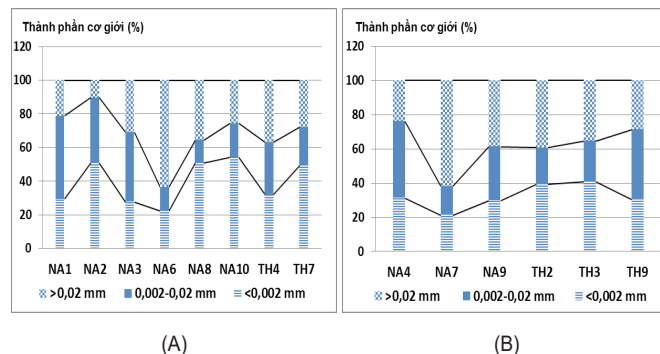 Thành phần cơ giới (%)
120
100
80
60
40
20
0
NA1 NA2 NA3 NA6 NA8 NA10 TH4 TH7
>0,02 mm 0,002-0,02 mm <0,002 mm
(A)
Thành phần cơ giới (%)
120
100
80
60
40
20
0
NA4 NA7 NA9 TH2 TH3 TH9
>0,02 mm 0,002-0,02 mm <0,002 mm
(B)